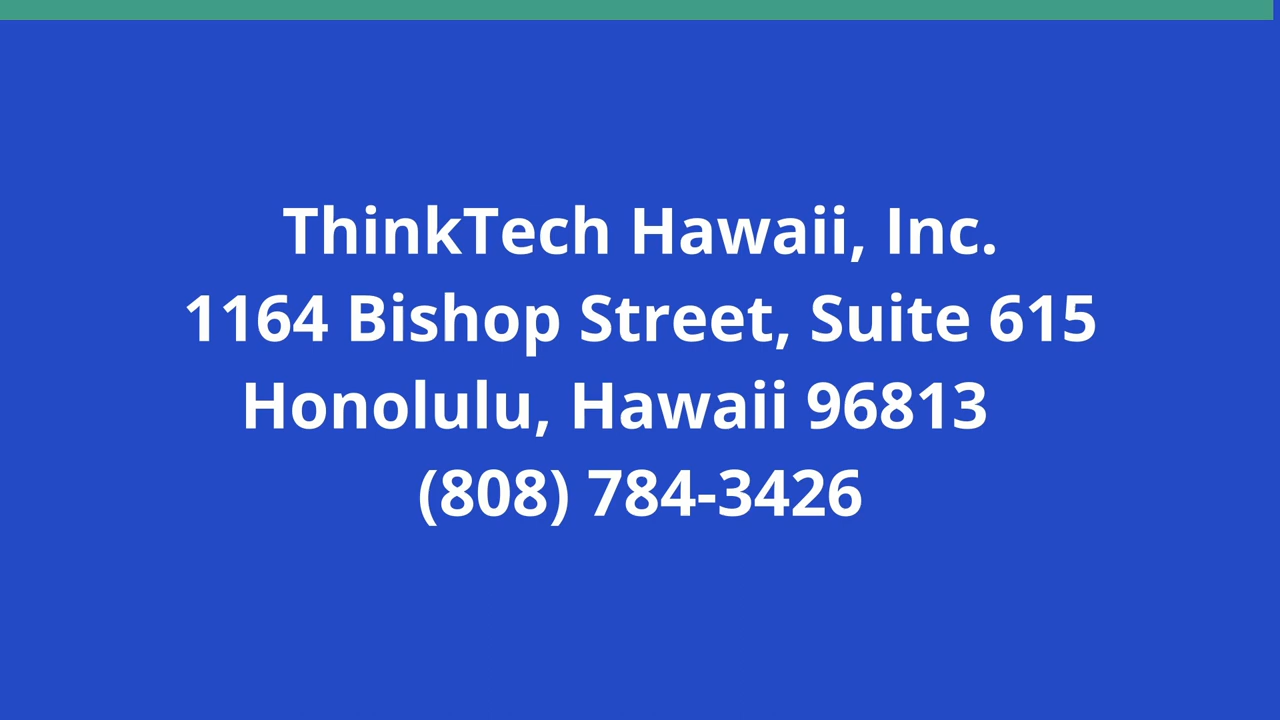 ThinkTech Hawaii, Inc.
1164 Bishop Street, Suite 615
Honolulu, Hawaii 96813
(808) 784-3426